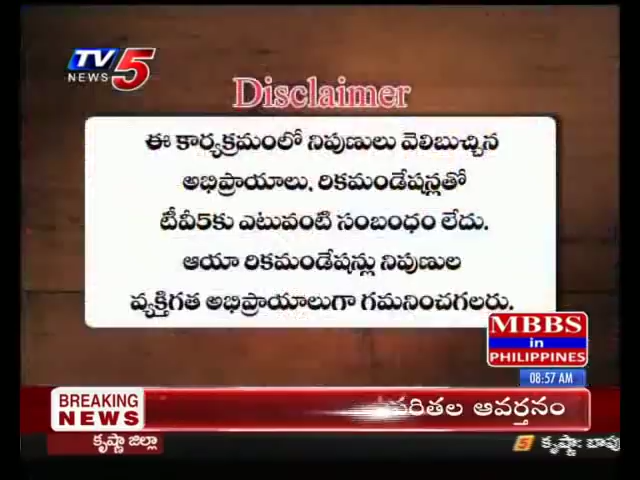 TV5
NEWS
Disclaimer
ఈ కార్యక్రమంలో నిపుణులు వెలిబుచ్చిన
అభిప్రాయాలు, రికమండేషన్లతో
టీవీ5కు ఎటువంటి సంబంధం లేదు.
ఆయా రికమండేషన్లు నిపుణుల
వ్యక్తిగత అభిప్రాయాలుగా గమనించగలరు.
MBBS
in
PHILIPPINES
08:57 AM
BREAKING
NEWS
ఆవర్తనం
కృష్ణా జిల్లా
5 కృష్ణా: